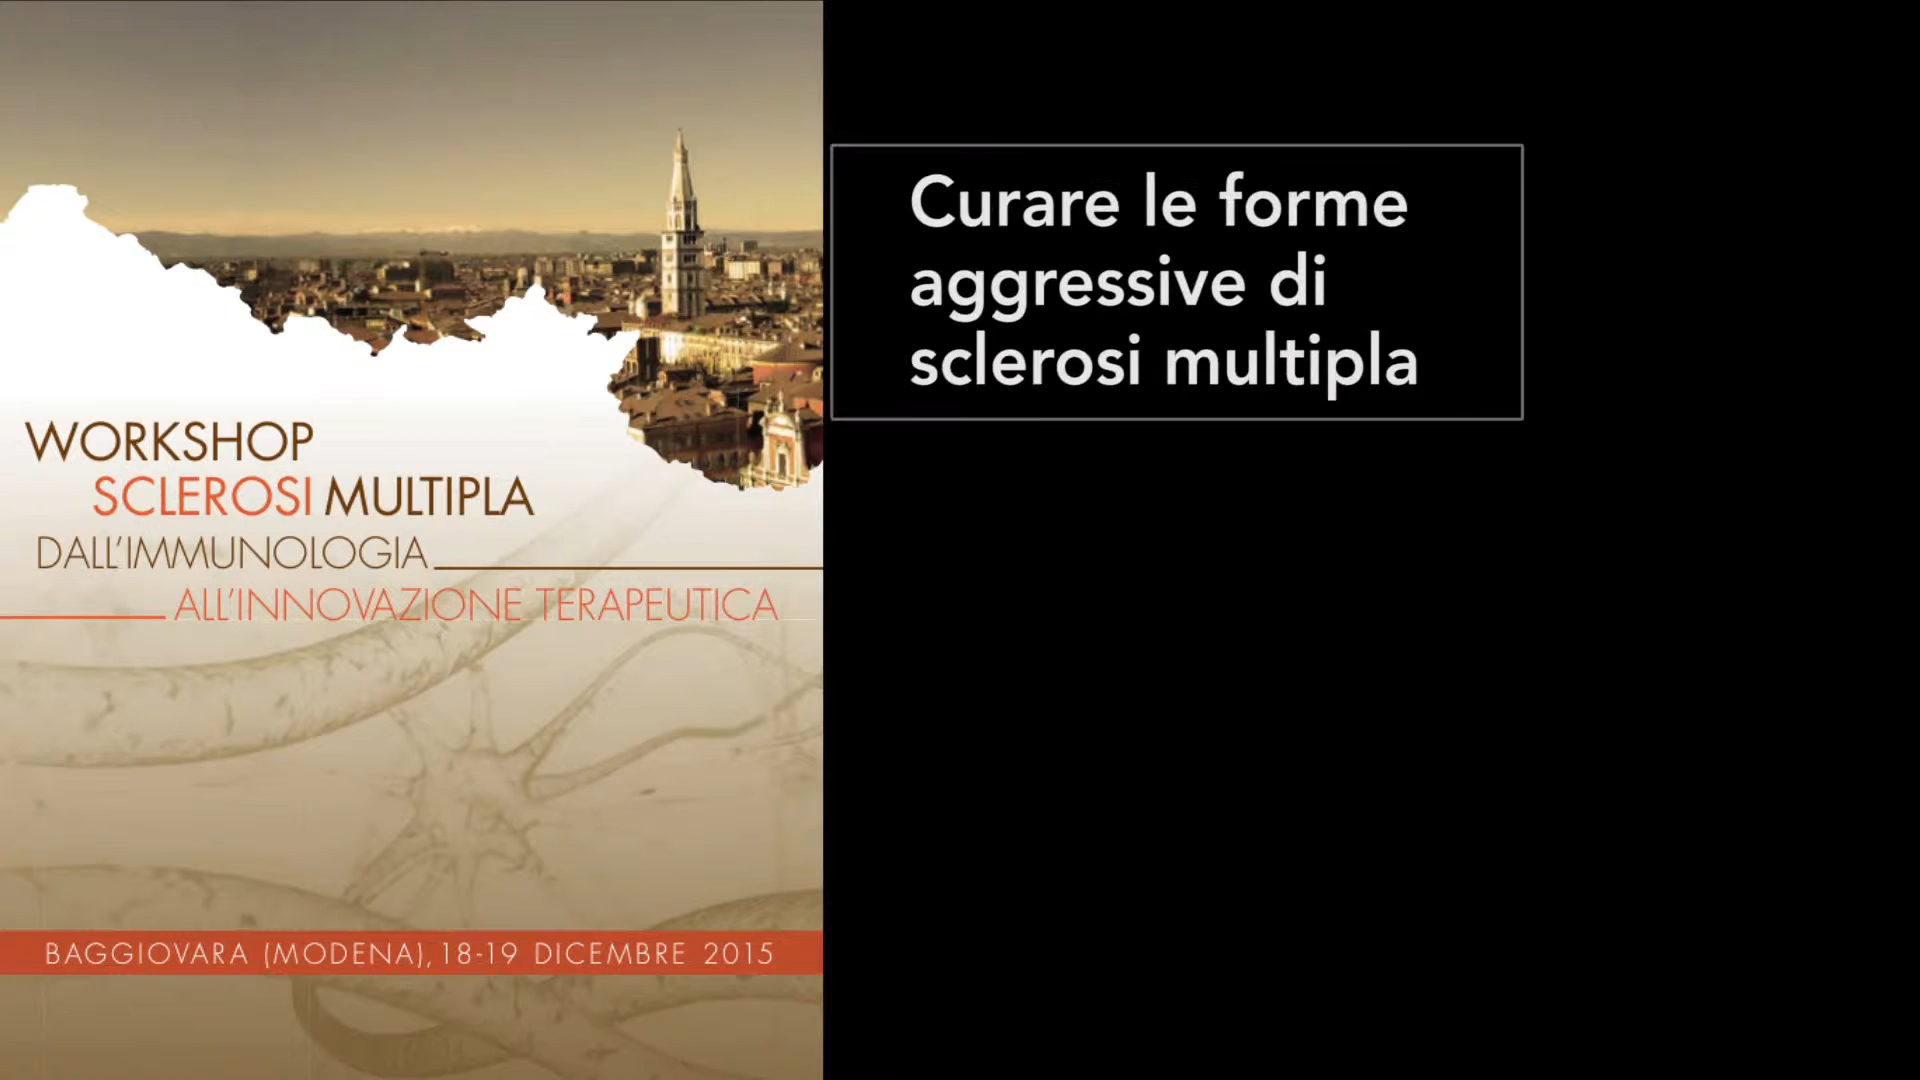 WORKSHOP
SCLEROSI MULTIPLA
DALL'IMMUNOLOGIA
ALL'INNOVAZIONE TERAPEUTICA
BAGGIOVARA (MODENA), 18-19 DICEMBRE 2015
Curare le forme
aggressive di
sclerosi multipla